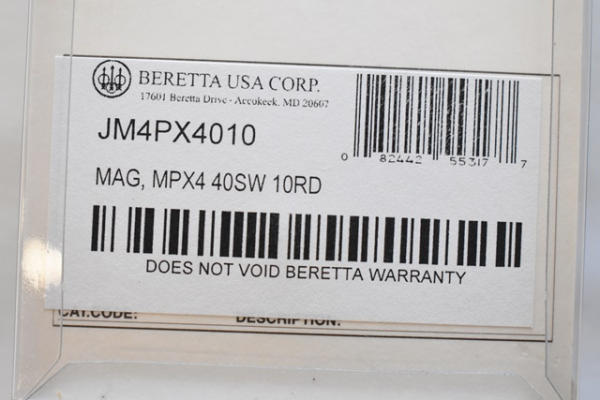 BERETTA USA CORP.
17601 Beretta Drive - Accokeek, MD 20607
JM4PX4010
0 82442 55317 7
MAG, MPX4 40SW 10RD
DOES NOT VOID BERETTA WARRANTY
CAT.CODE: DESCRIPTION: